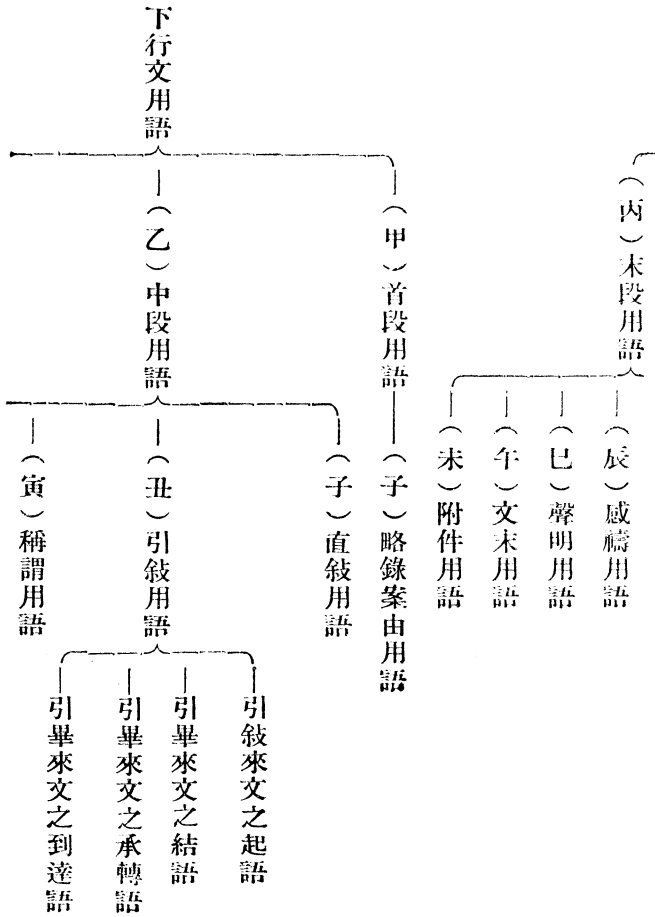 （丙）末段用語
（辰）感禱用語
（巳）聲明用語
（午）文末用語
（未）附件用語
下行文用語
（甲）首段用語
（子）略錄案由用語
（乙）中段用語
（子）直敍用語
（丑）引敍用語
引敍來文之起語
引畢來文之結語
引畢來文之承轉語
引畢來文之到達語
（寅）稱謂用語